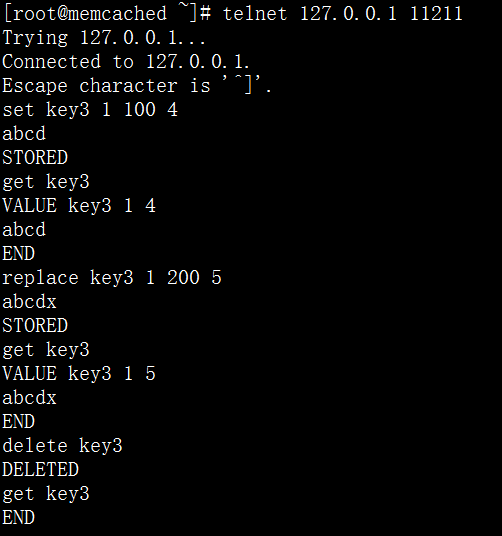 [root@memcached ~]# telnet 127.0.0.1 11211
Trying 127.0.0.1...
Connected to 127.0.0.1.
Escape character is '^]'.
set key3 1 100 4
abcd
STORED
get key3
VALUE key3 1 4
abcd
END
replace key3 1 200 5
abcdx
STORED
get key3
VALUE key3 1 5
abcdx
END
delete key3
DELETED
get key3
END